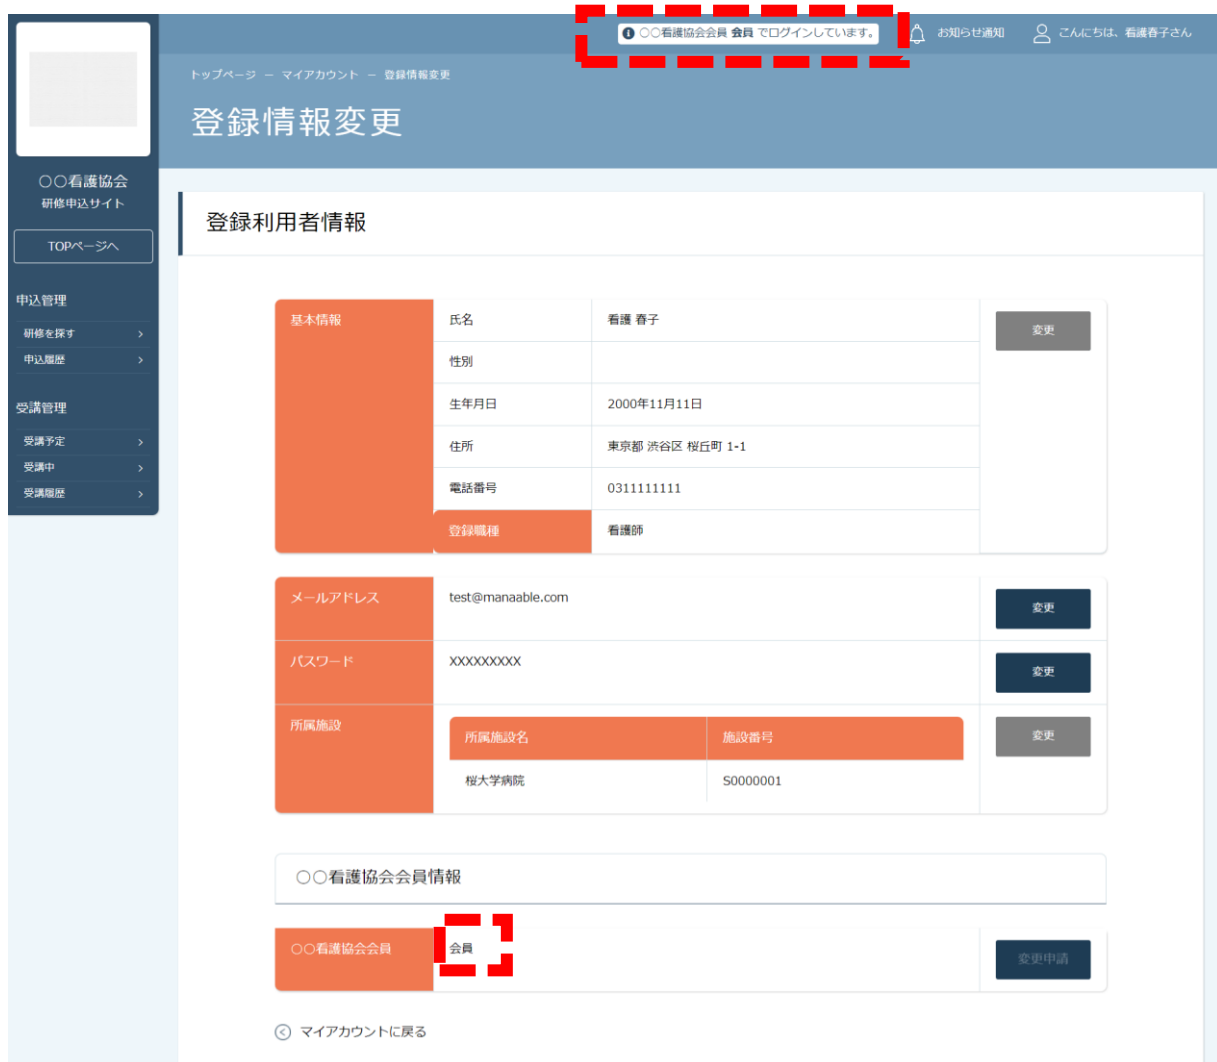 ○○看護協会会員 会員 でログインしています。
お知らせ通知
こんにちは、看護春子さん
トップページ － マイアカウント － 登録情報変更
登録情報変更
○○看護協会
研修申込サイト
TOPページへ
申込管理
研修を探す
申込履歴
受講管理
受講予定
受講中
受講履歴
登録利用者情報
基本情報
氏名
看護 春子
変更
性別
生年月日
2000年11月11日
住所
東京都 渋谷区 桜丘町 1-1
電話番号
0311111111
登録職種
看護師
メールアドレス
test@manaable.com
変更
パスワード
XXXXXXXXX
変更
所属施設
所属施設名
施設番号
変更
桜大学病院
S0000001
○○看護協会会員情報
○○看護協会会員
会員
変更申請
マイアカウントに戻る